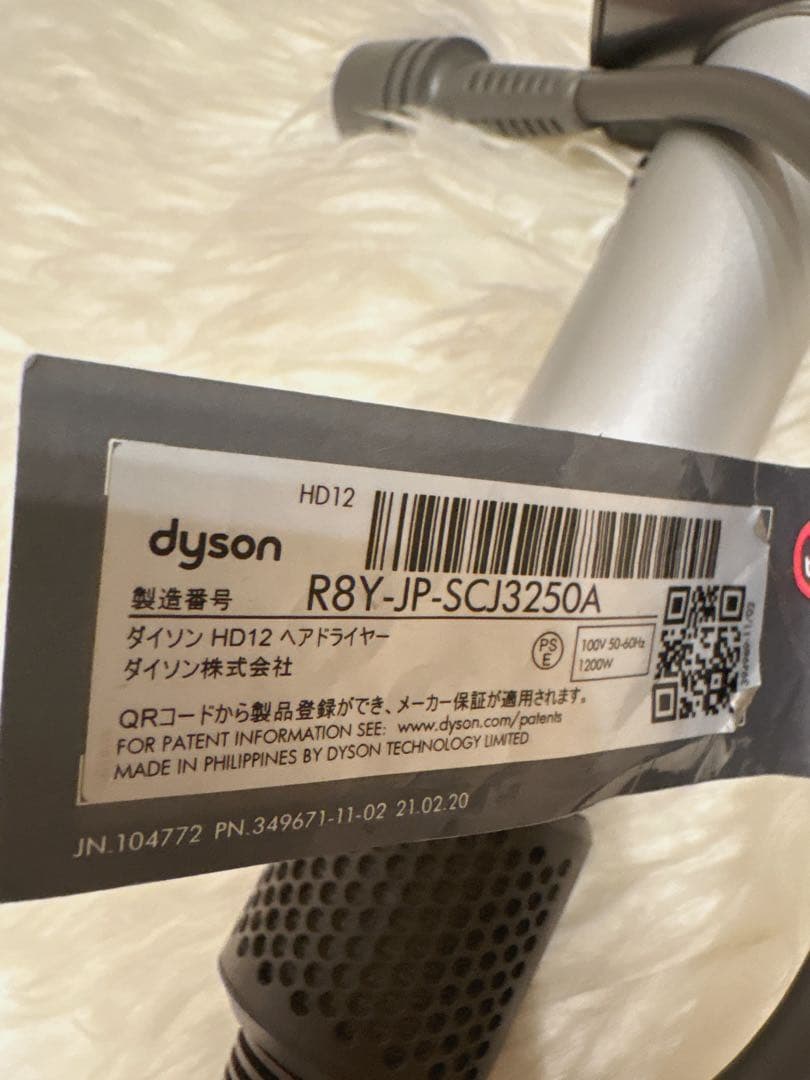 HD12
dyson
製造番号 R8Y-JP-SCJ3250A
ダイソン HD12 ヘアドライヤー
ダイソン株式会社
PS
E
100V 50-60Hz
1200W
QRコードから製品登録ができ、メーカー保証が適用されます。
FOR PATENT INFORMATION SEE: www.dyson.com/patents
MADE IN PHILIPPINES BY DYSON TECHNOLOGY LIMITED
JN.104772 PN.349671-11-02 21.02.20